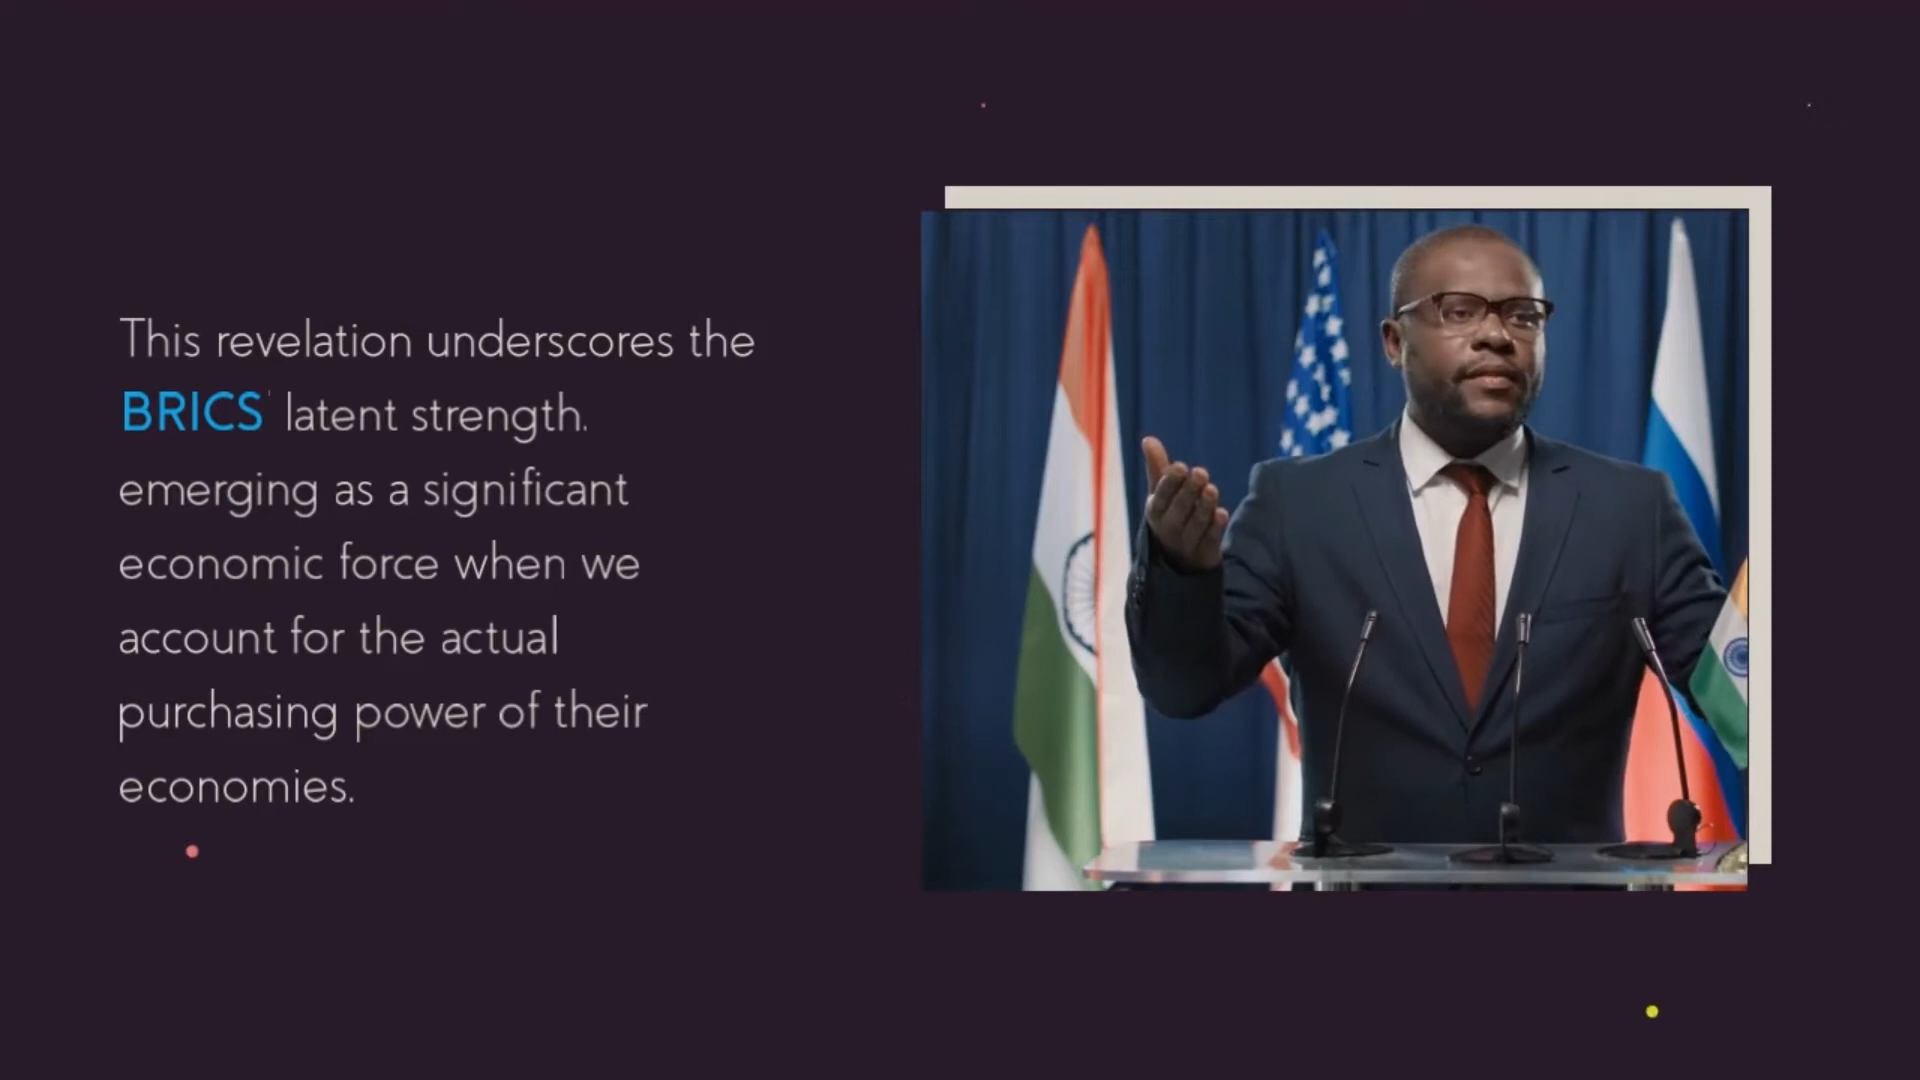 This revelation underscores the
BRICS' latent strength.
emerging as a significant
economic force when we
account for the actual
purchasing power of their
economies.